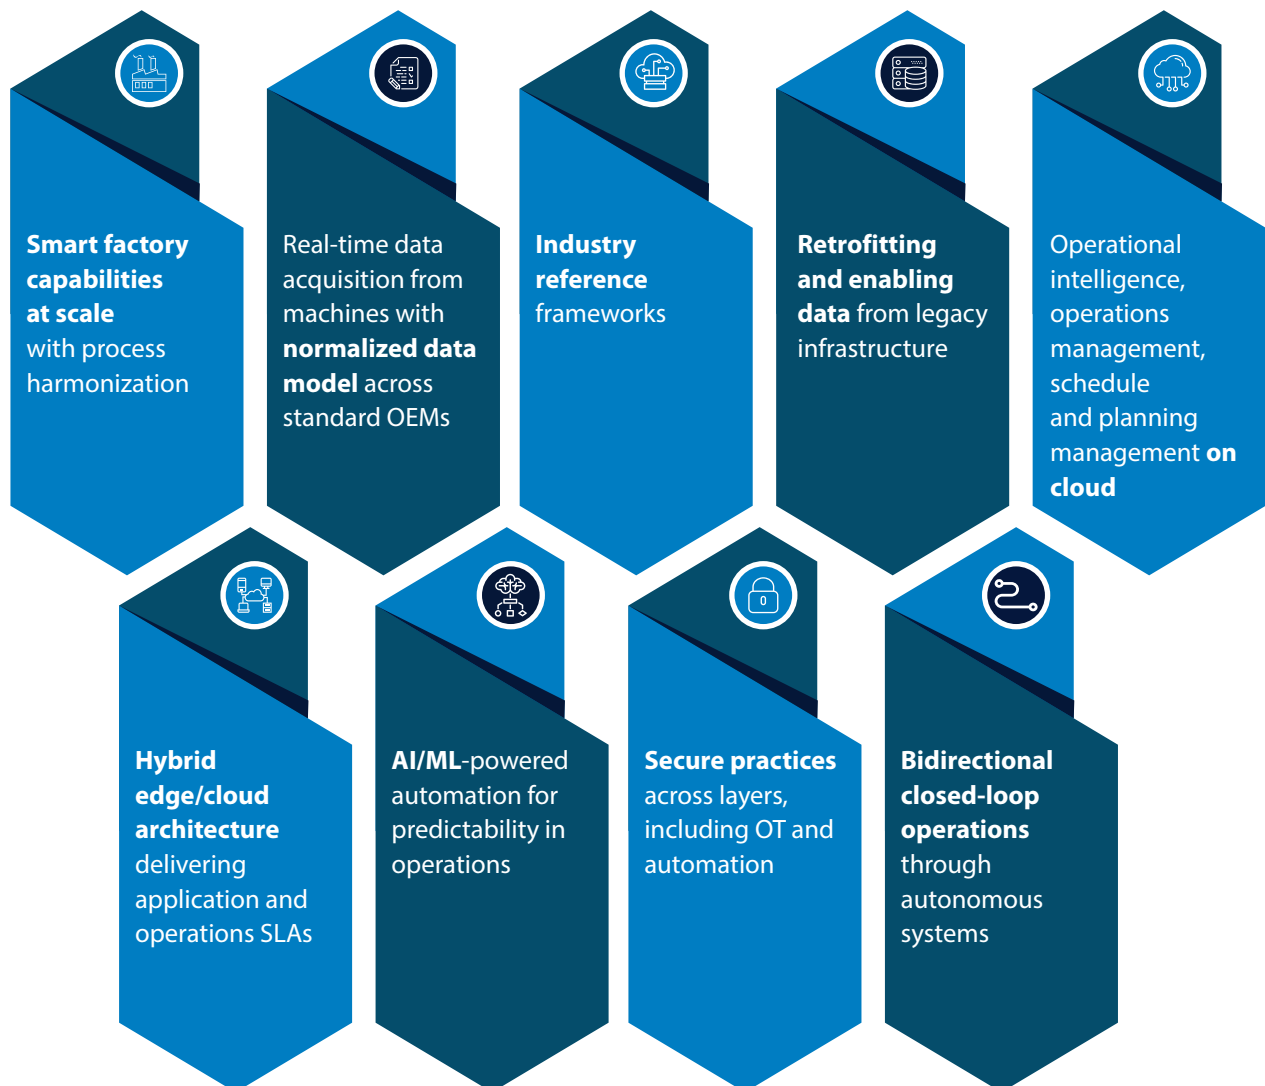 Smart factory
capabilities
at scale
with process
harmonization
Real-time data
acquisition from
machines with
normalized data
model across
standard OEMs
Industry
reference
frameworks
Retrofitting
and enabling
data from legacy
infrastructure
Operational
intelligence,
operations
management,
schedule
and planning
management on
cloud
Hybrid
edge/cloud
architecture
delivering
application and
operations SLAs
AI/ML-powered
automation for
predictability in
operations
Secure practices
across layers,
including OT and
automation
Bidirectional
closed-loop
operations
through
autonomous
systems